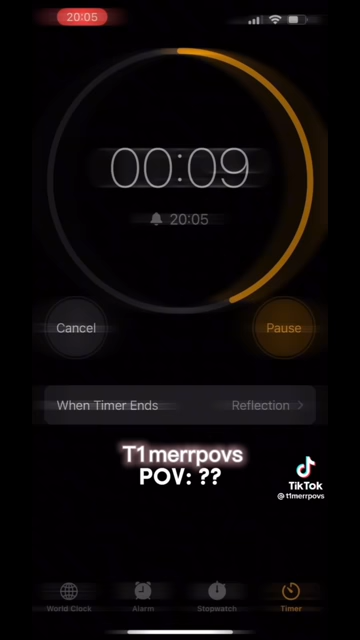 20:05
00:09
20:05
Cancel
Pause
When Timer Ends
Reflection
T1merrpovs
POV: ??
TikTok
@t1merrpovs
World Clock
Alarm
Stopwatch
Timer